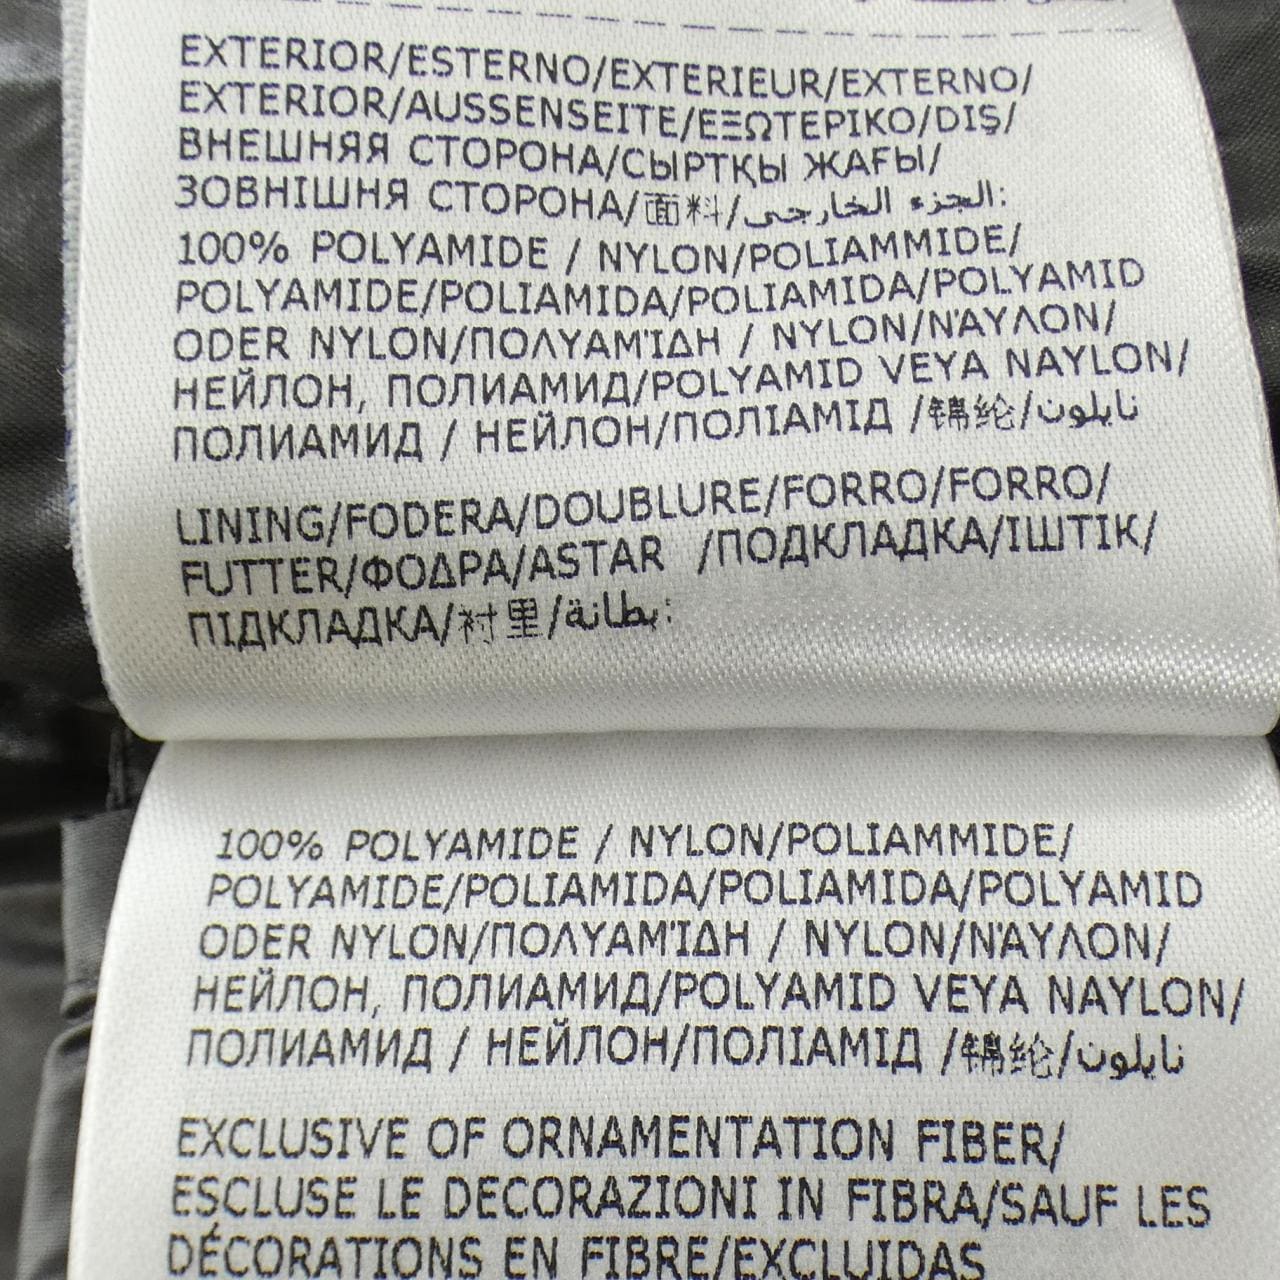 EXTERIOR/ESTERNO/EXTERIEUR/EXTERNO/
EXTERIOR/AUSSENSEITE/ΕΞΩΤΕΡΙΚΟ/DIŞ/
ВНЕШНЯЯ СТОРОНА/СЫРТҚЫ ЖАҒЫ/
ЗОВНІШНЯ СТОРОНА/面料/الجزء الخارجي:
100% POLYAMIDE / NYLON/POLIAMMIDE/
POLYAMIDE/POLIAMIDA/POLIAMIDA/POLYAMID
ODER NYLON/ΠΟΛΥΑΜΊΔΗ / NYLON/ΝΆΥΛΟΝ/
НЕЙЛОН, ПОЛИАМИД/POLYAMID VEYA NAYLON/
ПОЛИАМИД / НЕЙЛОН/ПОЛІАМІД /锦纶/نايلون
LINING/FODERA/DOUBLURE/FORRO/FORRO/
FUTTER/ΦΟΔΡΑ/ASTAR /ПОДКЛАДКА/ІШТІК/
ПІДКЛАДКА/衬里/بطانة:
100% POLYAMIDE / NYLON/POLIAMMIDE/
POLYAMIDE/POLIAMIDA/POLIAMIDA/POLYAMID
ODER NYLON/ΠΟΛΥΑΜΊΔΗ / NYLON/ΝΆΥΛΟΝ/
НЕЙЛОН, ПОЛИАМИД/POLYAMID VEYA NAYLON/
ПОЛИАМИД / НЕЙЛОН/ПОЛІАМІД /锦纶/نايلون
EXCLUSIVE OF ORNAMENTATION FIBER/
ESCLUSE LE DECORAZIONI IN FIBRA/SAUF LES
DÉCORATIONS EN FIBRE/EXCLUIDAS